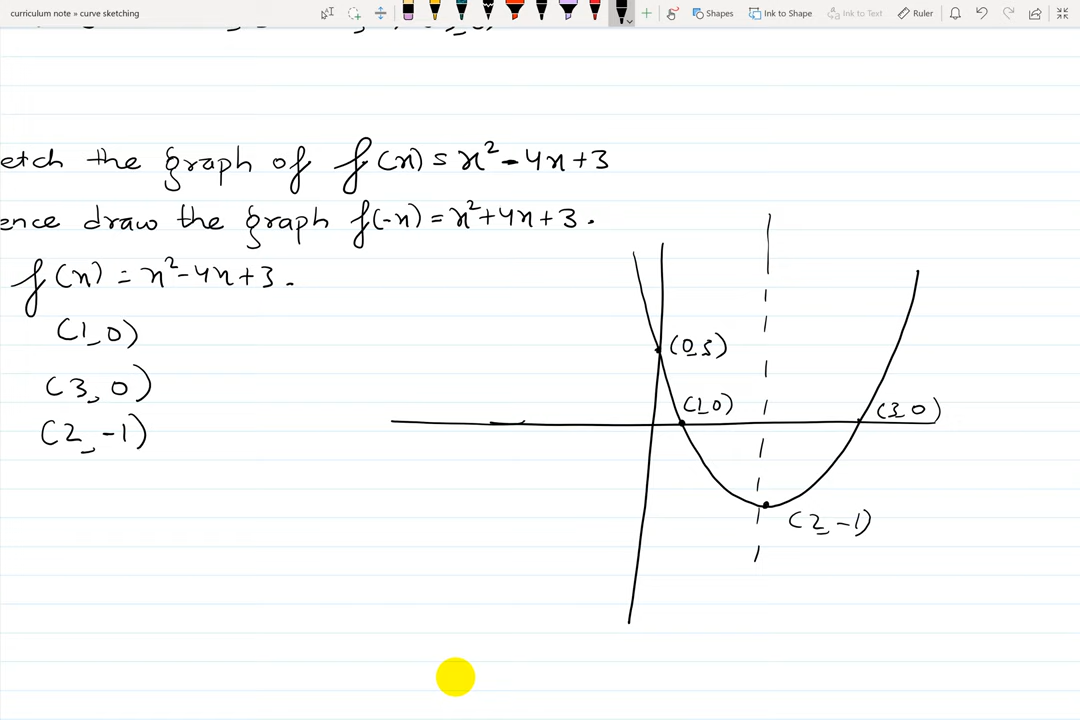 curriculum note » curve sketching
Shapes
Ink to Shape
Ink to Text
Ruler
etch the graph of f(x) = x² - 4x + 3
ence draw the graph f(-x) = x² + 4x + 3.
f(x) = x² - 4x + 3.
(1, 0)
(3, 0)
(2, -1)
(0, 3)
(1, 0)
(3, 0)
(2, -1)